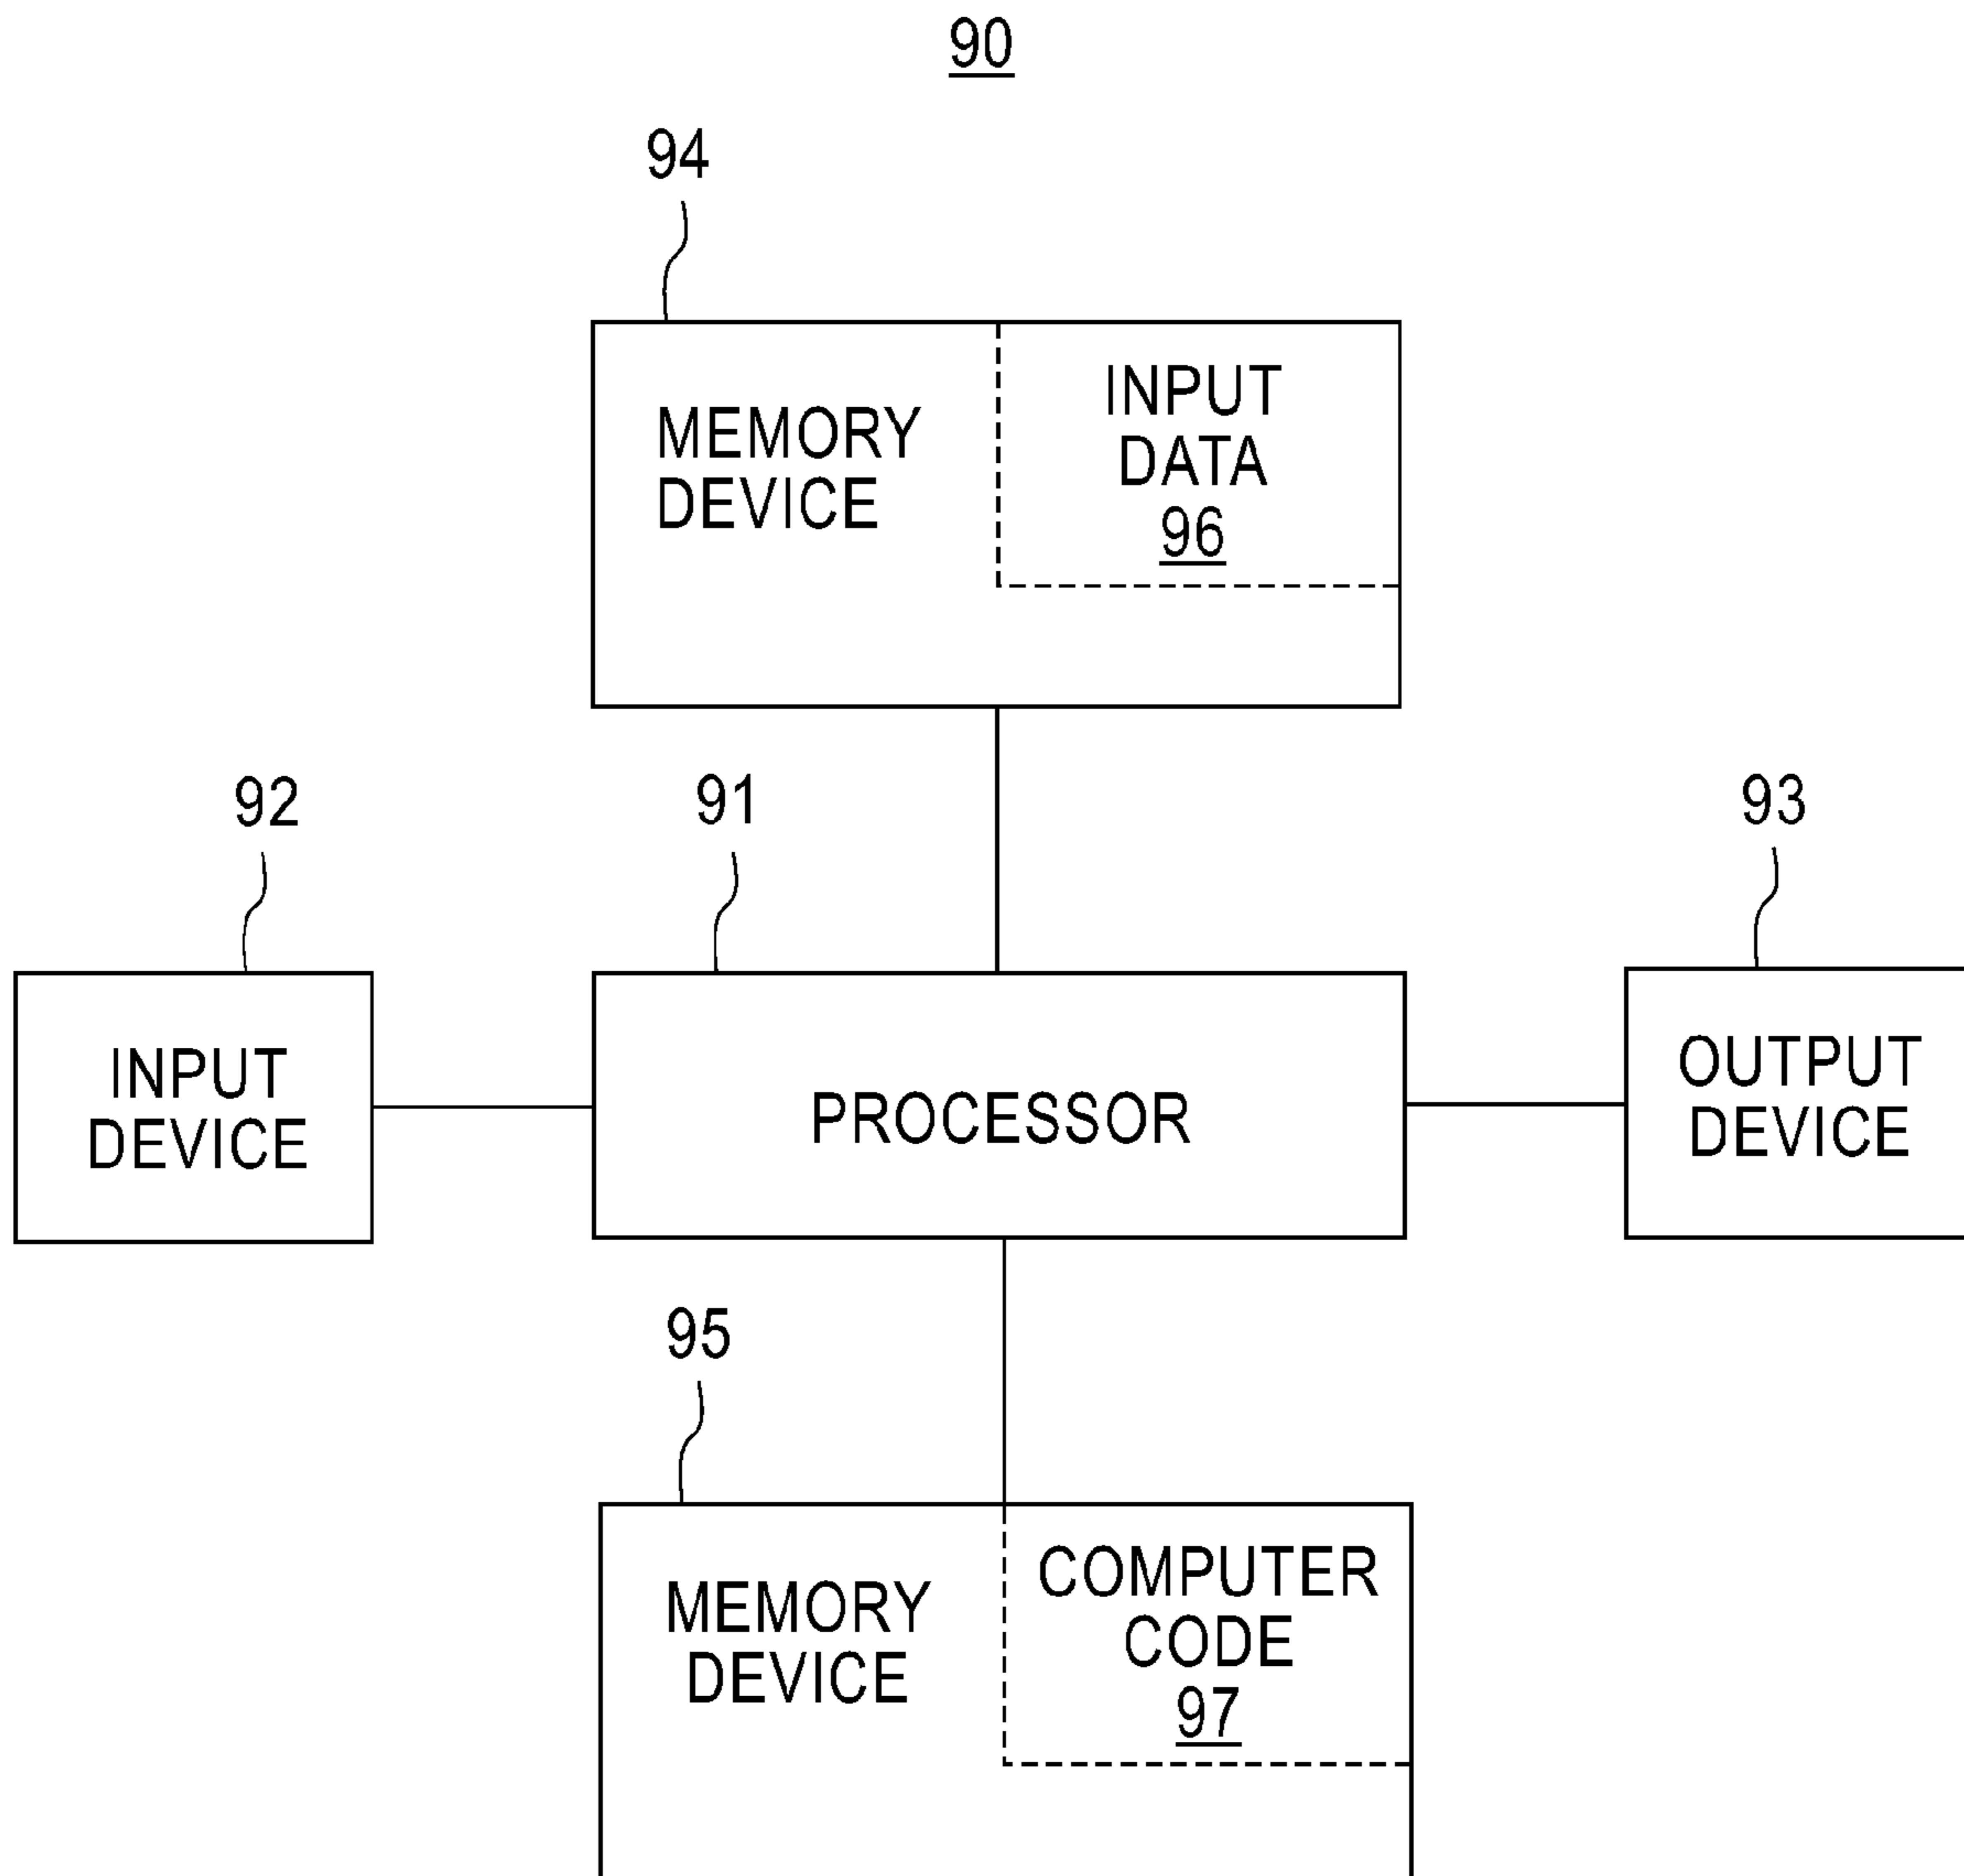 90
94
MEMORY
DEVICE
INPUT
DATA
96
92
91
93
INPUT
DEVICE
PROCESSOR
OUTPUT
DEVICE
95
MEMORY
DEVICE
COMPUTER
CODE
97